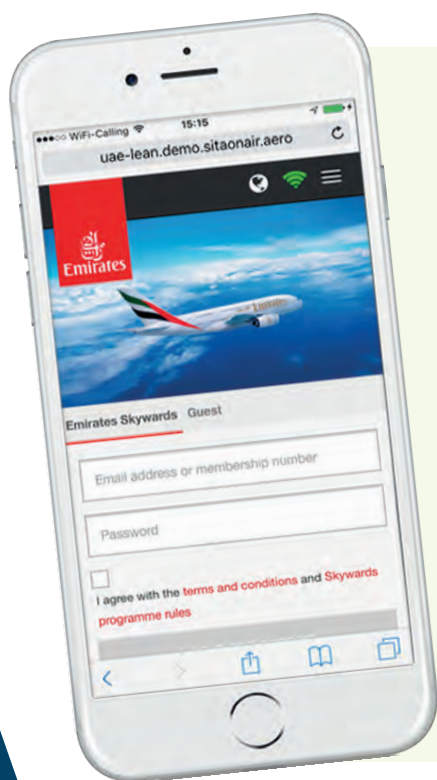 WiFi-Calling 15:15
uae-lean.demo.sitaonair.aero
Emirates
Emirates
Emirates Skywards Guest
Email address or membership number
Password
I agree with the terms and conditions and Skywards
programme rules